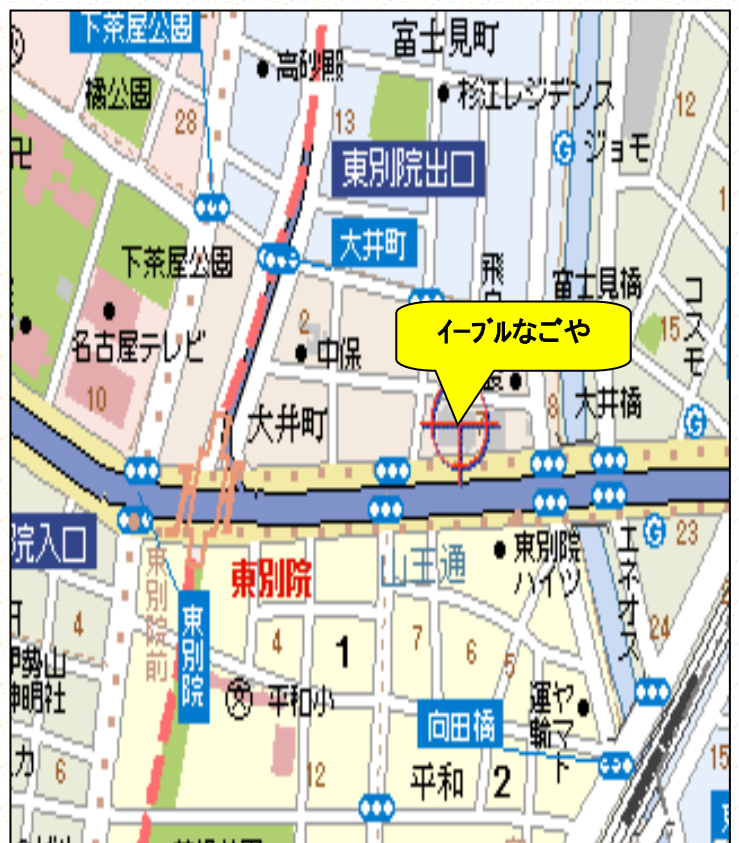 下茶屋公園
富士見町
高砂殿
杉江レジデンス
橘公園
12
28
13
ジョモ
卍
東別院出口
大井町
下茶屋公園
富士見橋
コスモ
イーブルなごや
2
15
名古屋テレビ
中保
10
大井町
8
大井橋
院入口
東別院
山王通
東別院
ハイツ
エネオス
23
東別院前
4
東別院
4
1
7
6
5
24
平和小
向田橋
ヤマト
運輸
6
12
平和
2
15